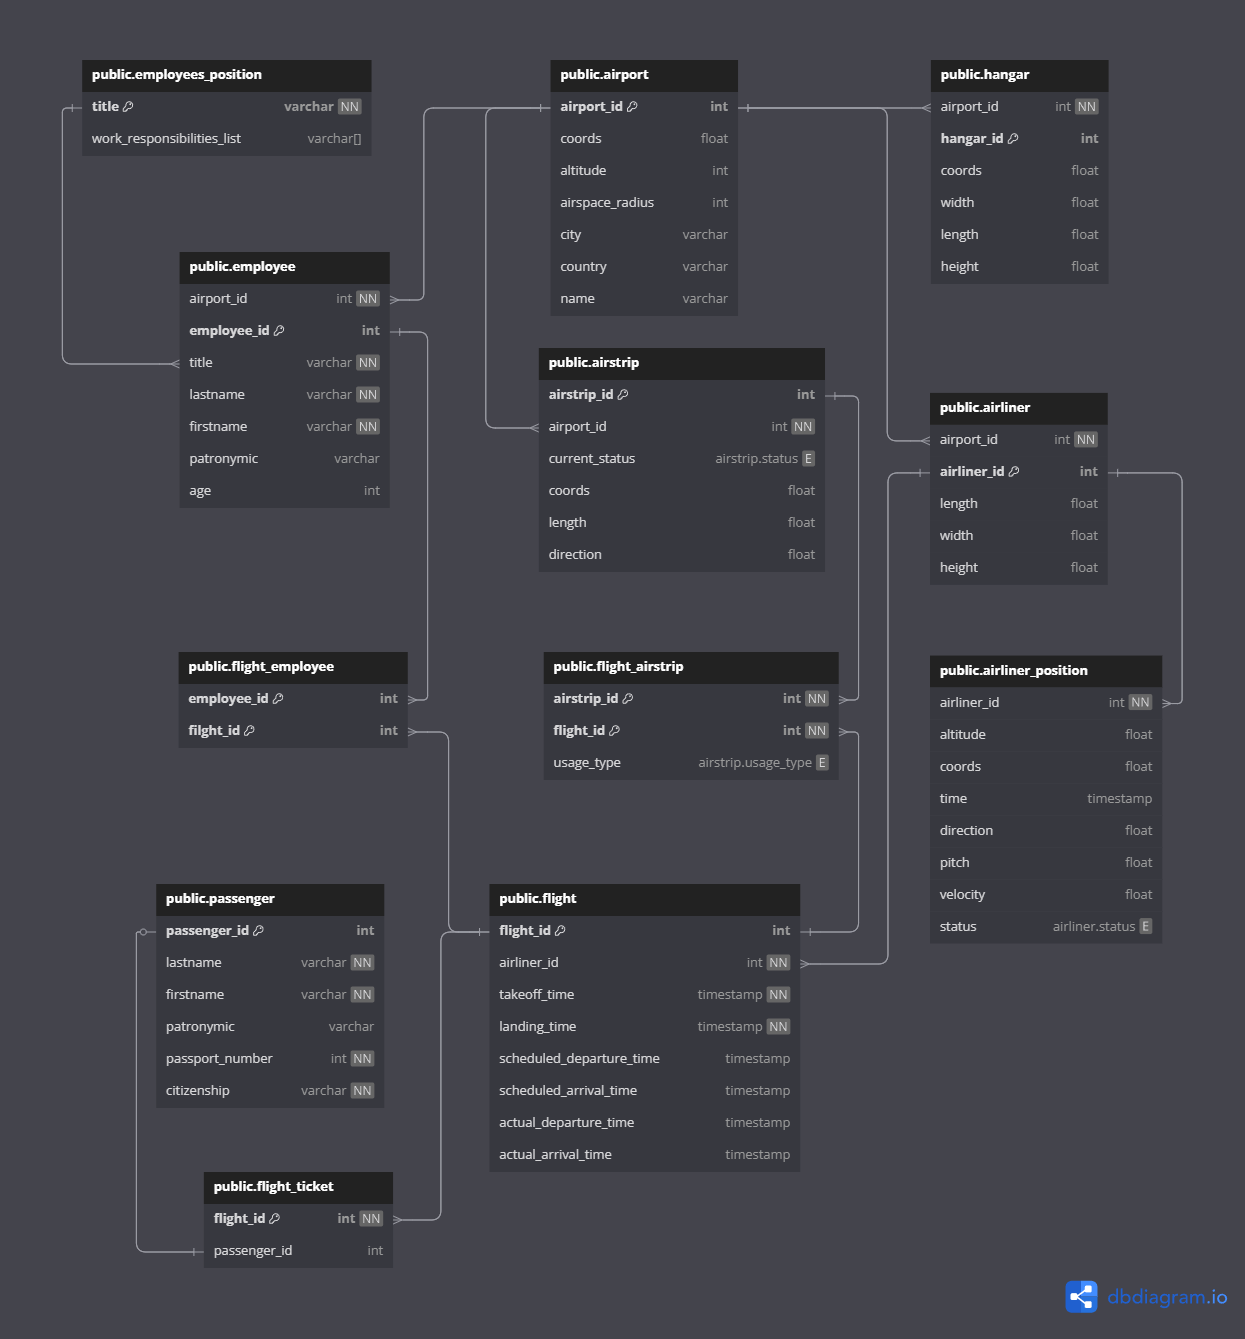 public.employees_position
title varchar NN
work_responsibilities_list varchar[]
public.airport
airport_id int
coords float
altitude int
airspace_radius int
city varchar
country varchar
name varchar
public.hangar
airport_id int NN
hangar_id int
coords float
width float
length float
height float
public.employee
airport_id int NN
employee_id int
title varchar NN
lastname varchar NN
firstname varchar NN
patronymic varchar
age int
public.airstrip
airstrip_id int
airport_id int NN
current_status airstrip.status E
coords float
length float
direction float
public.airliner
airport_id int NN
airliner_id int
length float
width float
height float
public.flight_employee
employee_id int
filght_id int
public.flight_airstrip
airstrip_id int NN
flight_id int NN
usage_type airstrip.usage_type E
public.airliner_position
airliner_id int NN
altitude float
coords float
time timestamp
direction float
pitch float
velocity float
status airliner.status E
public.passenger
passenger_id int
lastname varchar NN
firstname varchar NN
patronymic varchar
passport_number int NN
citizenship varchar NN
public.flight
flight_id int
airliner_id int NN
takeoff_time timestamp NN
landing_time timestamp NN
scheduled_departure_time timestamp
scheduled_arrival_time timestamp
actual_departure_time timestamp
actual_arrival_time timestamp
public.flight_ticket
flight_id int NN
passenger_id int
dbdiagram.io